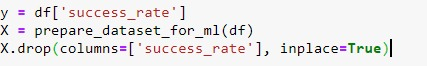 y = df['success_rate']
X = prepare_dataset_for_ml(df)
X.drop(columns=['success_rate'], inplace=True)